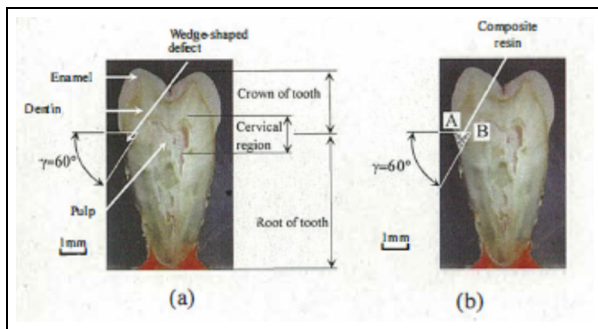 Wedge-shaped
defect
Enamel
Dentin
Crown of tooth
Cervical
region
γ=60°
Pulp
Root of tooth
1mm
(a)
Composite
resin
A
B
γ=60°
1mm
(b)